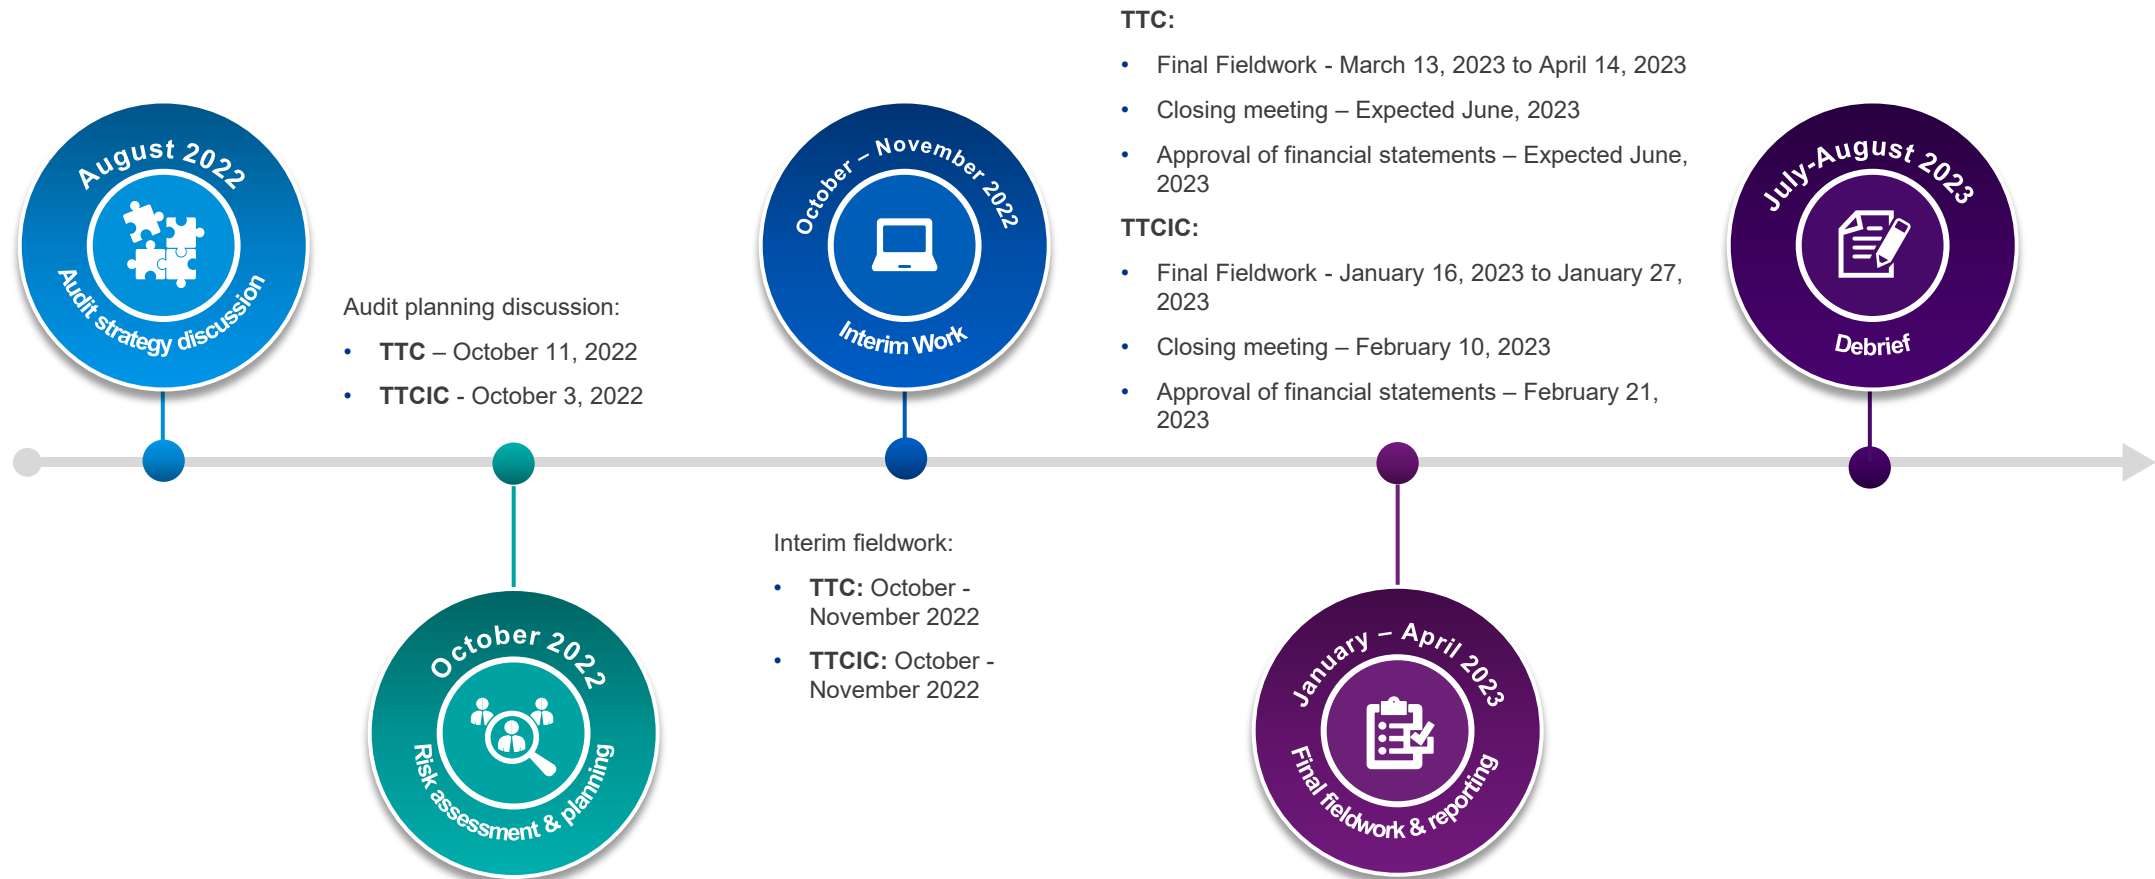 August 2022
Audit strategy discussion
Audit planning discussion:
• TTC – October 11, 2022
• TTCIC - October 3, 2022
October 2022
Risk assessment & planning
October – November 2022
Interim Work
Interim fieldwork:
• TTC: October -
November 2022
• TTCIC: October -
November 2022
TTC:
• Final Fieldwork - March 13, 2023 to April 14, 2023
• Closing meeting – Expected June, 2023
• Approval of financial statements – Expected June,
2023
TTCIC:
• Final Fieldwork - January 16, 2023 to January 27,
2023
• Closing meeting – February 10, 2023
• Approval of financial statements – February 21,
2023
January – April 2023
Final fieldwork & reporting
July-August 2023
Debrief